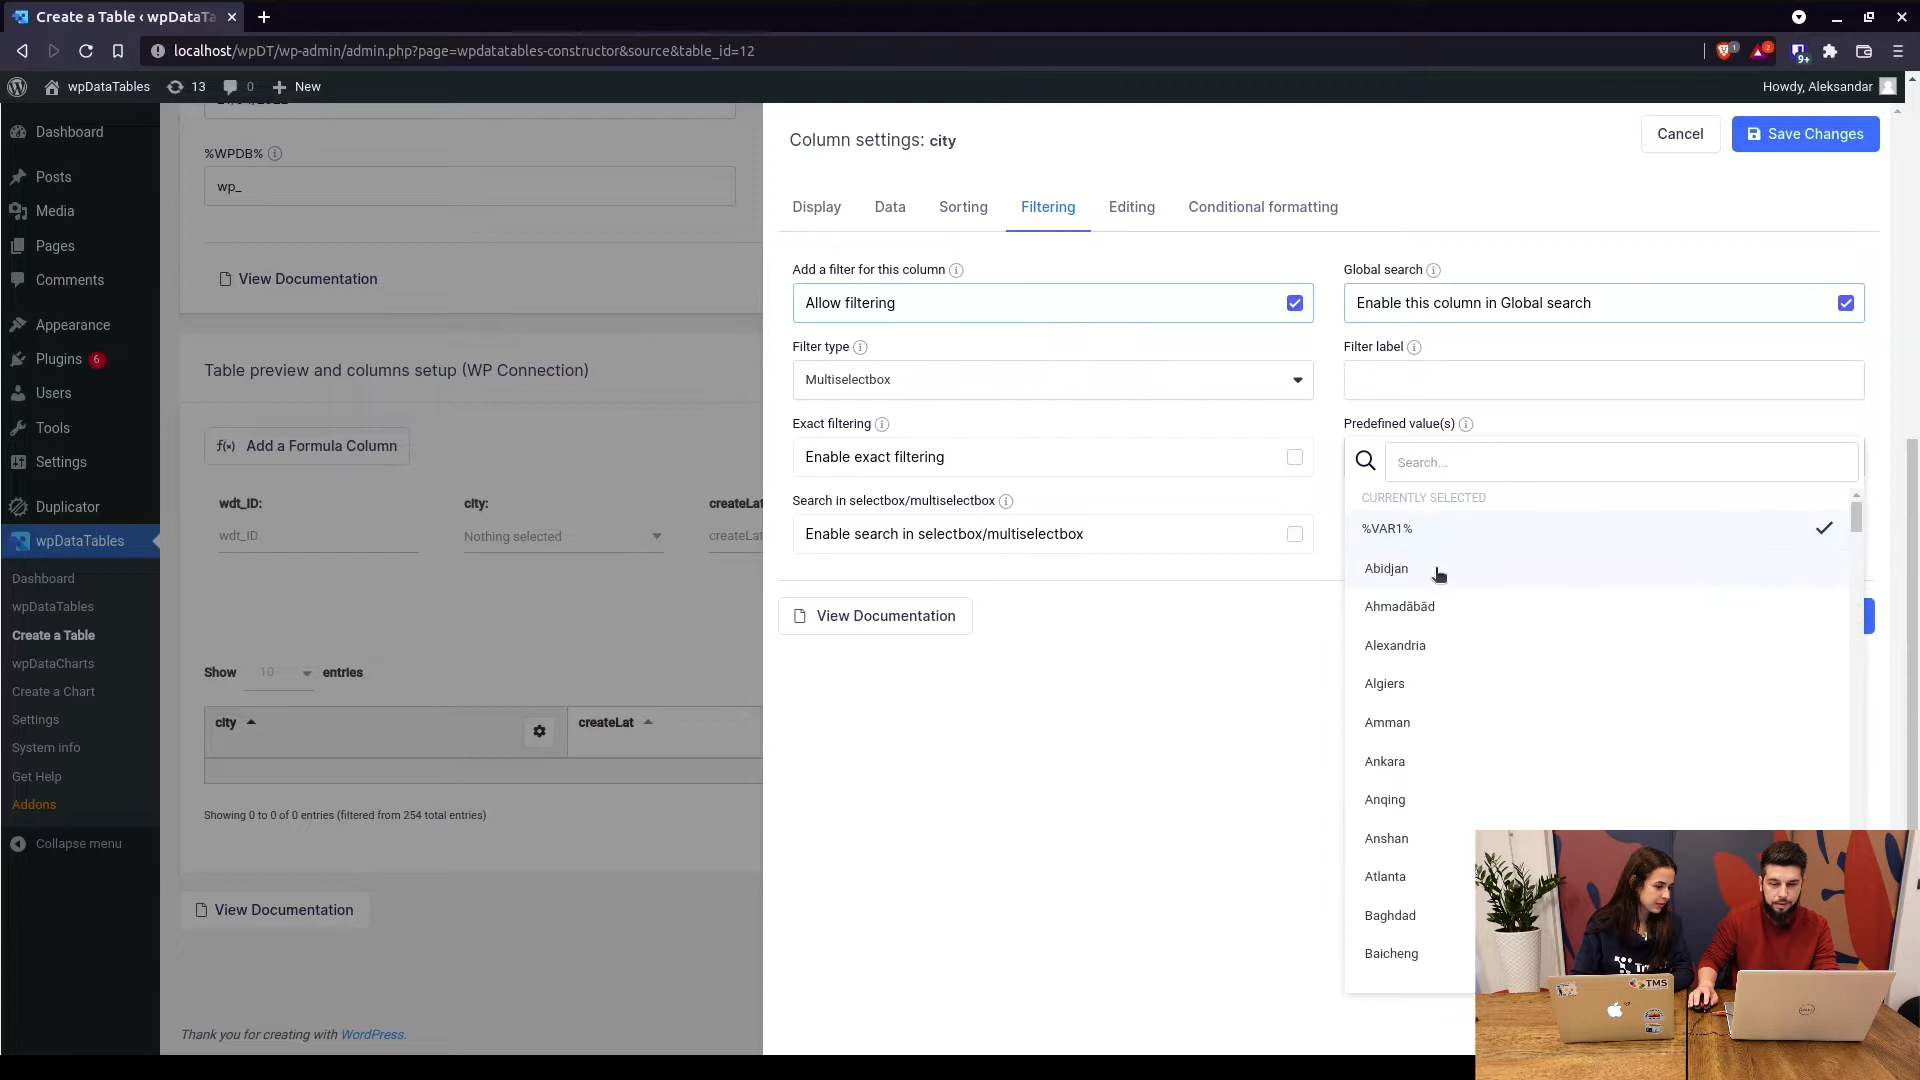 Create a Table ‹ wpDataTa
localhost/wpDT/wp-admin/admin.php?page=wpdatatables-constructor&source&table_id=12
1
2
9+
wpDataTables
13
0
New
Howdy, Aleksandar
Dashboard
Posts
Media
Pages
Comments
Appearance
Plugins 6
Users
Tools
Settings
Duplicator
wpDataTables
Dashboard
wpDataTables
Create a Table
wpDataCharts
Create a Chart
Settings
System info
Get Help
Addons
Collapse menu
%WPDB%
wp_
View Documentation
Table preview and columns setup (WP Connection)
f(x) Add a Formula Column
wdt_ID:
city:
createLat
wdt_ID
Nothing selected
createLat
Show 10 entries
city
createLat
Showing 0 to 0 of 0 entries (filtered from 254 total entries)
View Documentation
Thank you for creating with WordPress.
Column settings: city
Cancel
Save Changes
Display
Data
Sorting
Filtering
Editing
Conditional formatting
Add a filter for this column
Allow filtering
Global search
Enable this column in Global search
Filter type
Multiselectbox
Filter label
Exact filtering
Enable exact filtering
Predefined value(s)
Search...
CURRENTLY SELECTED
%VAR1%
Abidjan
Ahmadābād
Alexandria
Algiers
Amman
Ankara
Anqing
Anshan
Atlanta
Baghdad
Baicheng
Search in selectbox/multiselectbox
Enable search in selectbox/multiselectbox
View Documentation
TMS
DELL